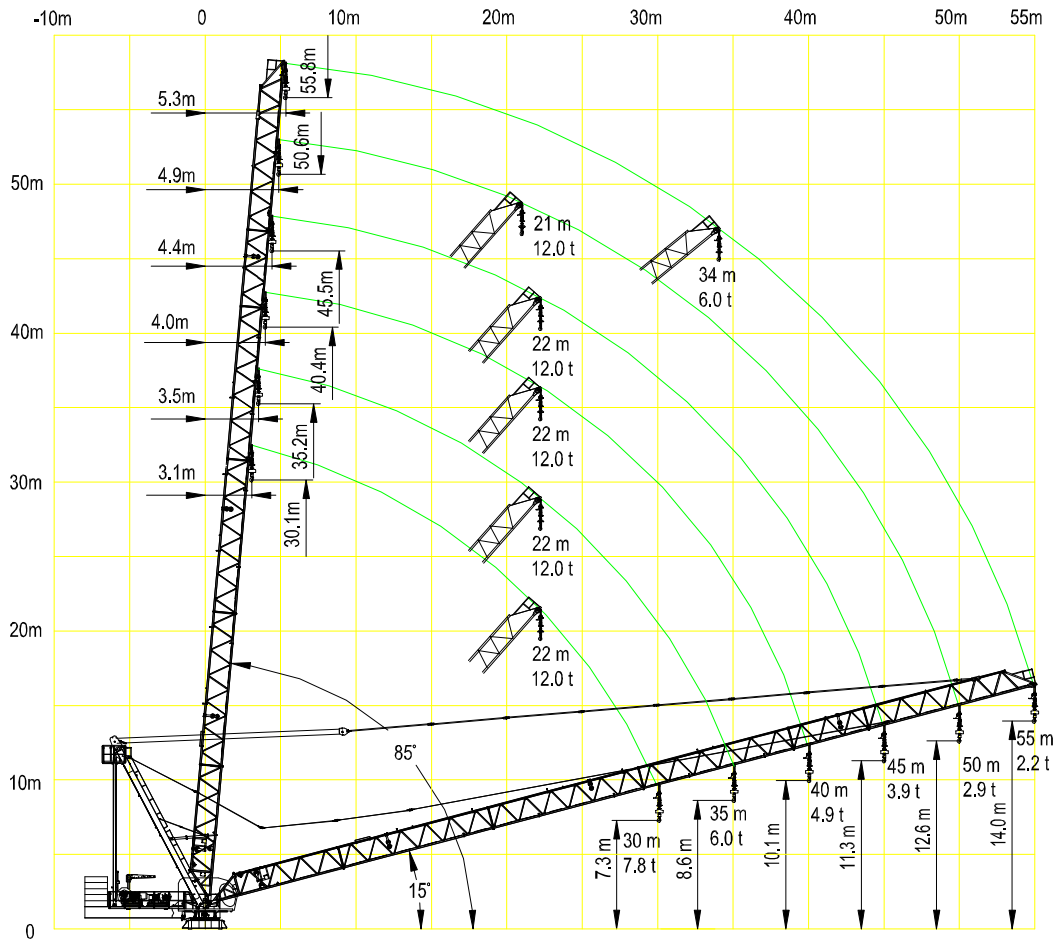 -10m 0 10m 20m 30m 40m 50m 55m
55.8m
5.3m
50.6m
50m
4.9m
21 m
12.0 t
4.4m
34 m
6.0 t
45.5m
40m
4.0m
22 m
12.0 t
40.4m
3.5m
22 m
12.0 t
35.2m
30m
3.1m
30.1m
22 m
12.0 t
20m
22 m
12.0 t
85°
10m
15°
7.3 m
30 m
7.8 t
8.6 m
35 m
6.0 t
10.1 m
40 m
4.9 t
11.3 m
45 m
3.9 t
12.6 m
50 m
2.9 t
14.0 m
55 m
2.2 t
0